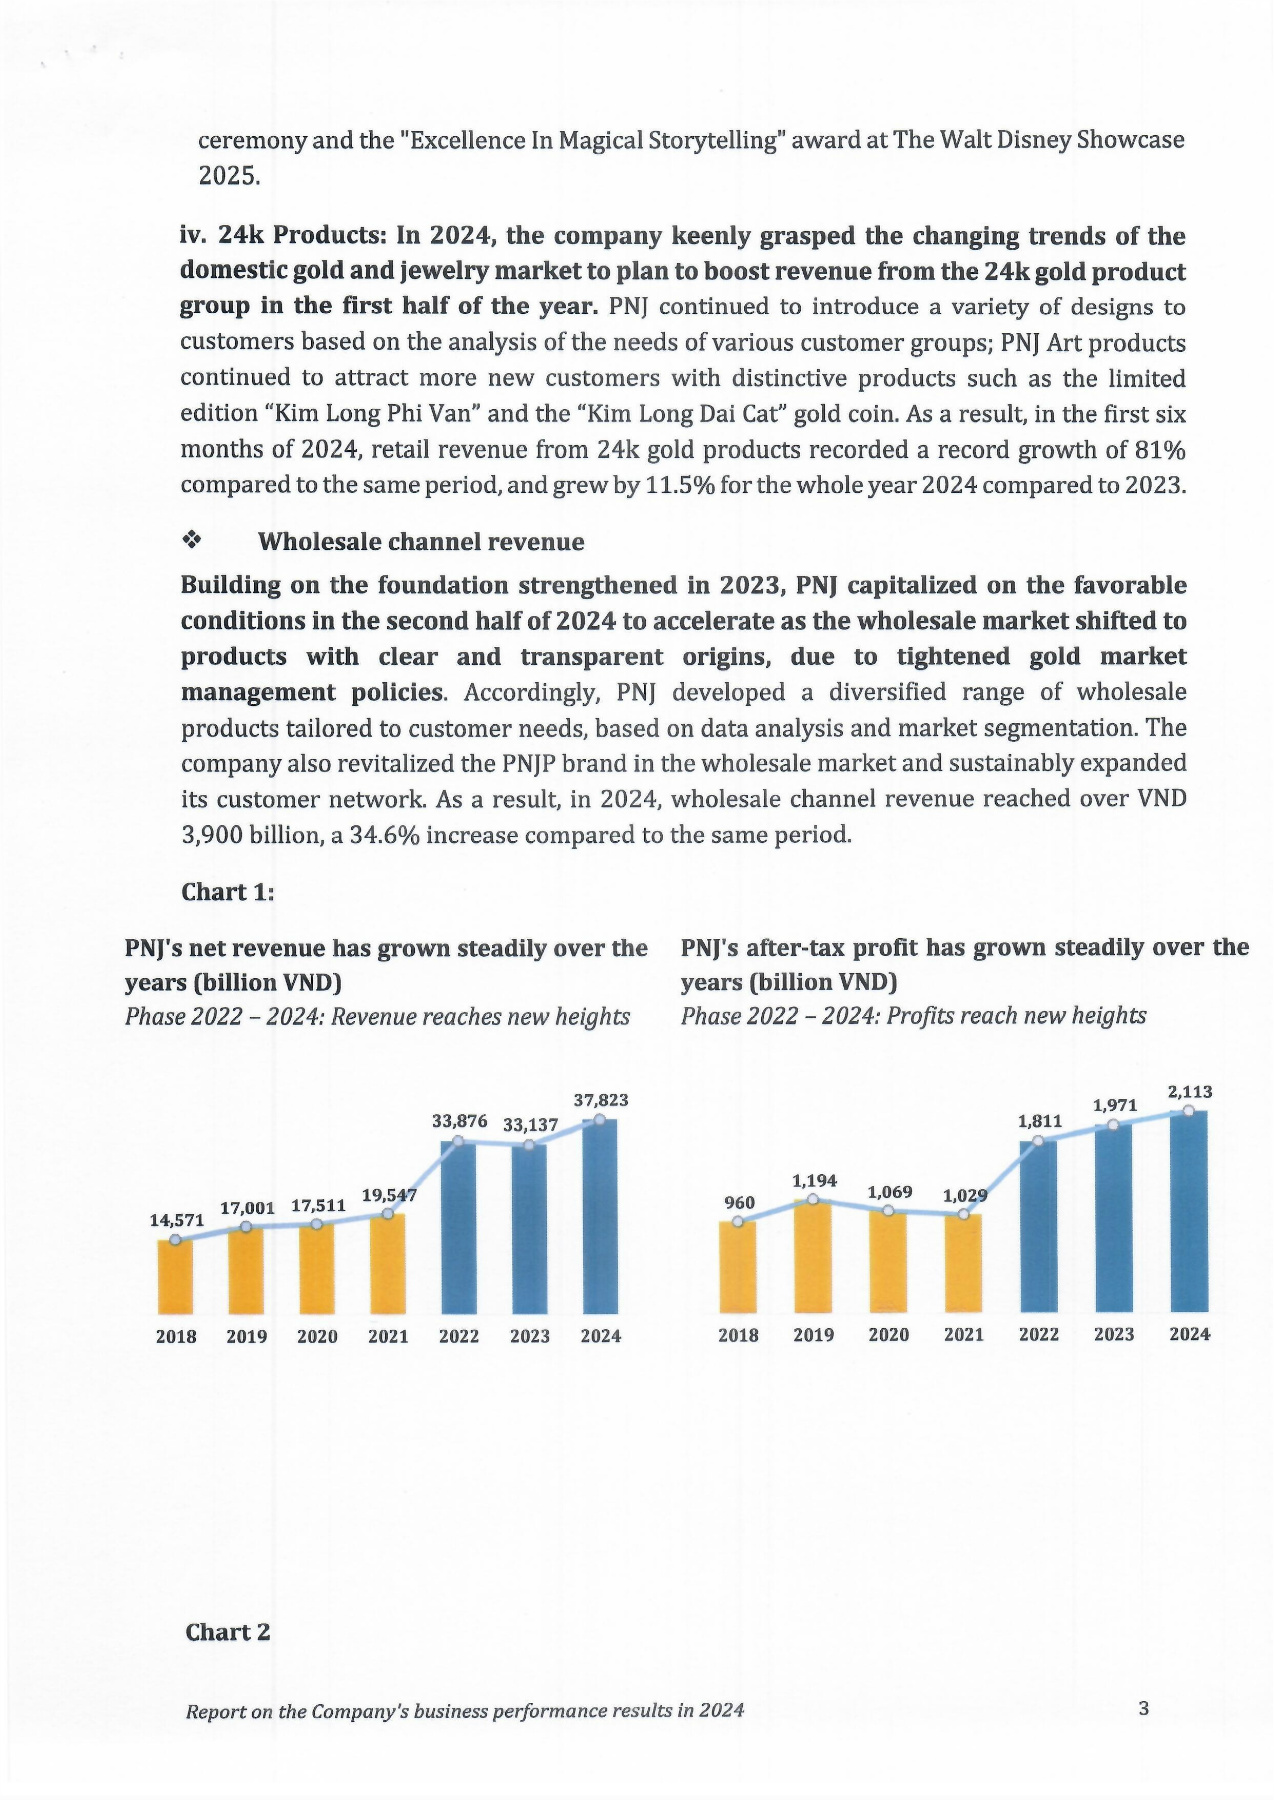 ceremony and the "Excellence In Magical Storytelling" award at The Walt Disney Showcase
2025.
iv. 24k Products: In 2024, the company keenly grasped the changing trends of the
domestic gold and jewelry market to plan to boost revenue from the 24k gold product
group in the first half of the year. PNJ continued to introduce a variety of designs to
customers based on the analysis of the needs of various customer groups; PNJ Art products
continued to attract more new customers with distinctive products such as the limited
edition “Kim Long Phi Van” and the “Kim Long Dai Cat” gold coin. As a result, in the first six
months of 2024, retail revenue from 24k gold products recorded a record growth of 81%
compared to the same period, and grew by 11.5% for the whole year 2024 compared to 2023.
❖ Wholesale channel revenue
Building on the foundation strengthened in 2023, PNJ capitalized on the favorable
conditions in the second half of 2024 to accelerate as the wholesale market shifted to
products with clear and transparent origins, due to tightened gold market
management policies. Accordingly, PNJ developed a diversified range of wholesale
products tailored to customer needs, based on data analysis and market segmentation. The
company also revitalized the PNJP brand in the wholesale market and sustainably expanded
its customer network. As a result, in 2024, wholesale channel revenue reached over VND
3,900 billion, a 34.6% increase compared to the same period.
Chart 1:
PNJ's net revenue has grown steadily over the
years (billion VND)
Phase 2022 – 2024: Revenue reaches new heights
14,571 17,001 17,511 19,547 33,876 33,137 37,823
2018 2019 2020 2021 2022 2023 2024
PNJ's after-tax profit has grown steadily over the
years (billion VND)
Phase 2022 – 2024: Profits reach new heights
960 1,194 1,069 1,029 1,811 1,971 2,113
2018 2019 2020 2021 2022 2023 2024
Chart 2
Report on the Company's business performance results in 2024
3